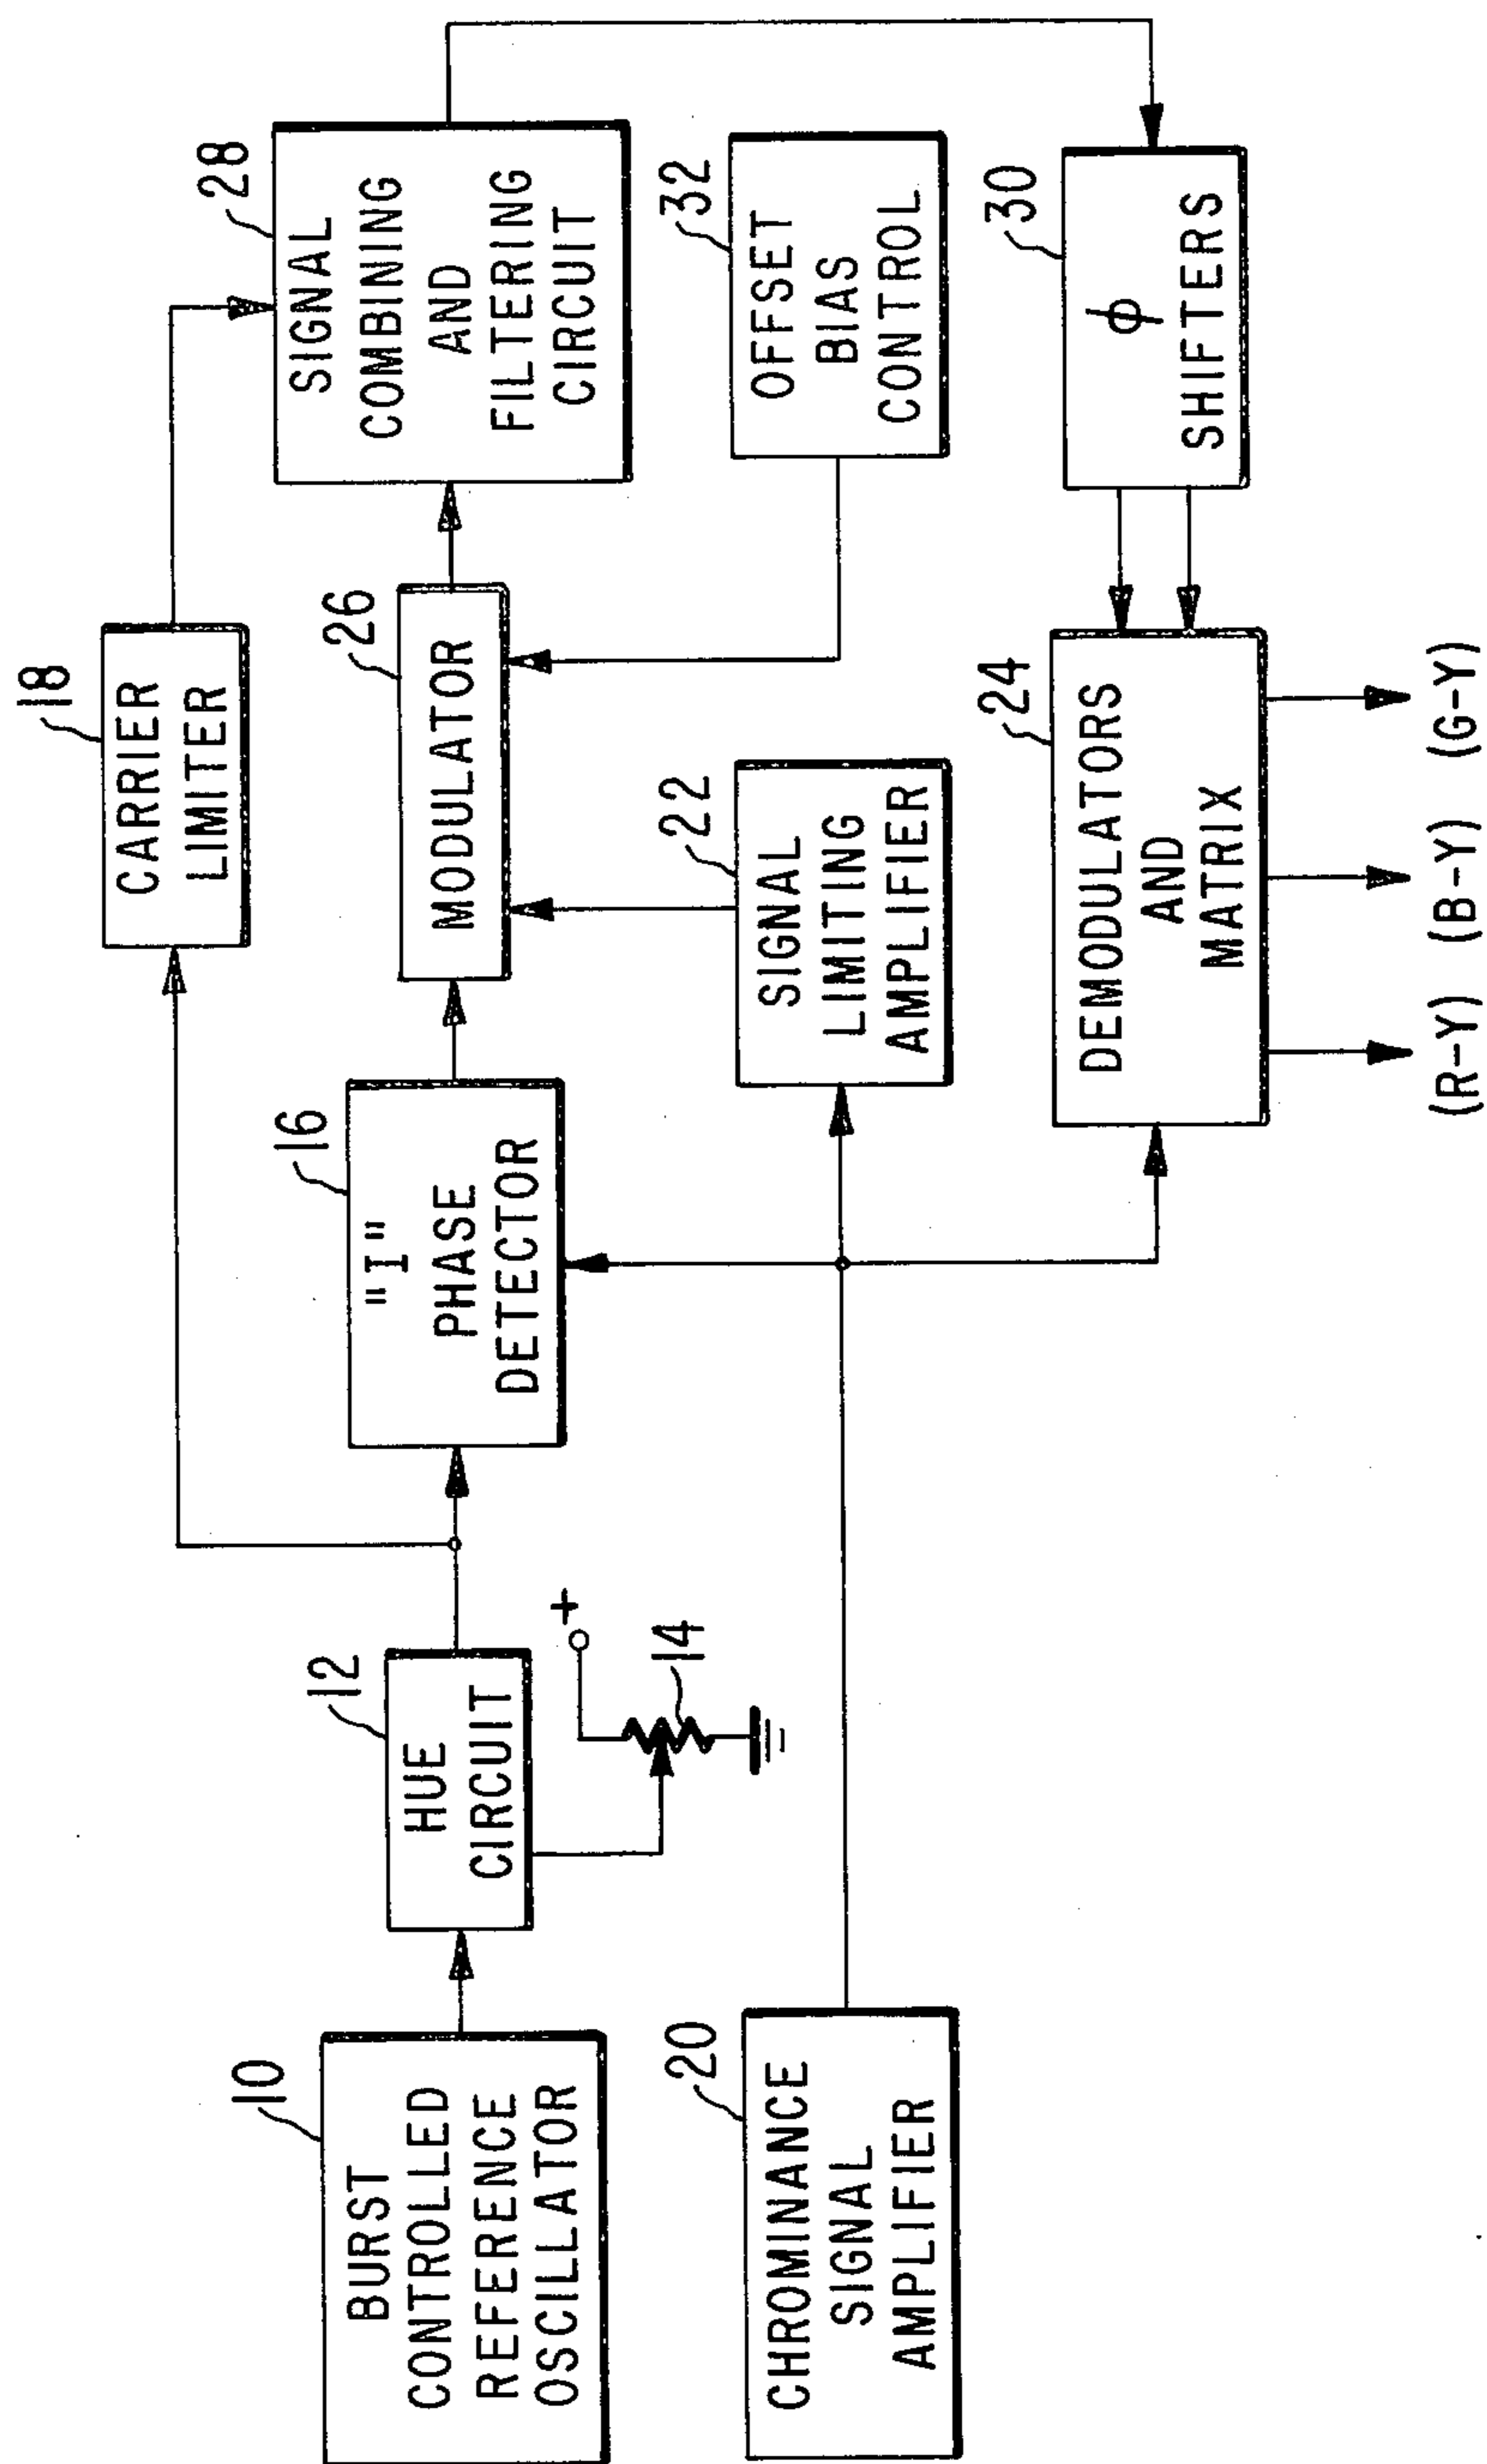 10
BURST
CONTROLLED
REFERENCE
OSCILLATOR
12
HUE
CIRCUIT
+
14
16
"I"
PHASE
DETECTOR
18
CARRIER
LIMITER
26
MODULATOR
28
SIGNAL
COMBINING
AND
FILTERING
CIRCUIT
20
CHROMINANCE
SIGNAL
AMPLIFIER
22
SIGNAL
LIMITING
AMPLIFIER
32
OFFSET
BIAS
CONTROL
24
DEMODULATORS
AND
MATRIX
30
ϕ
SHIFTERS
(R-Y) (B-Y) (G-Y)